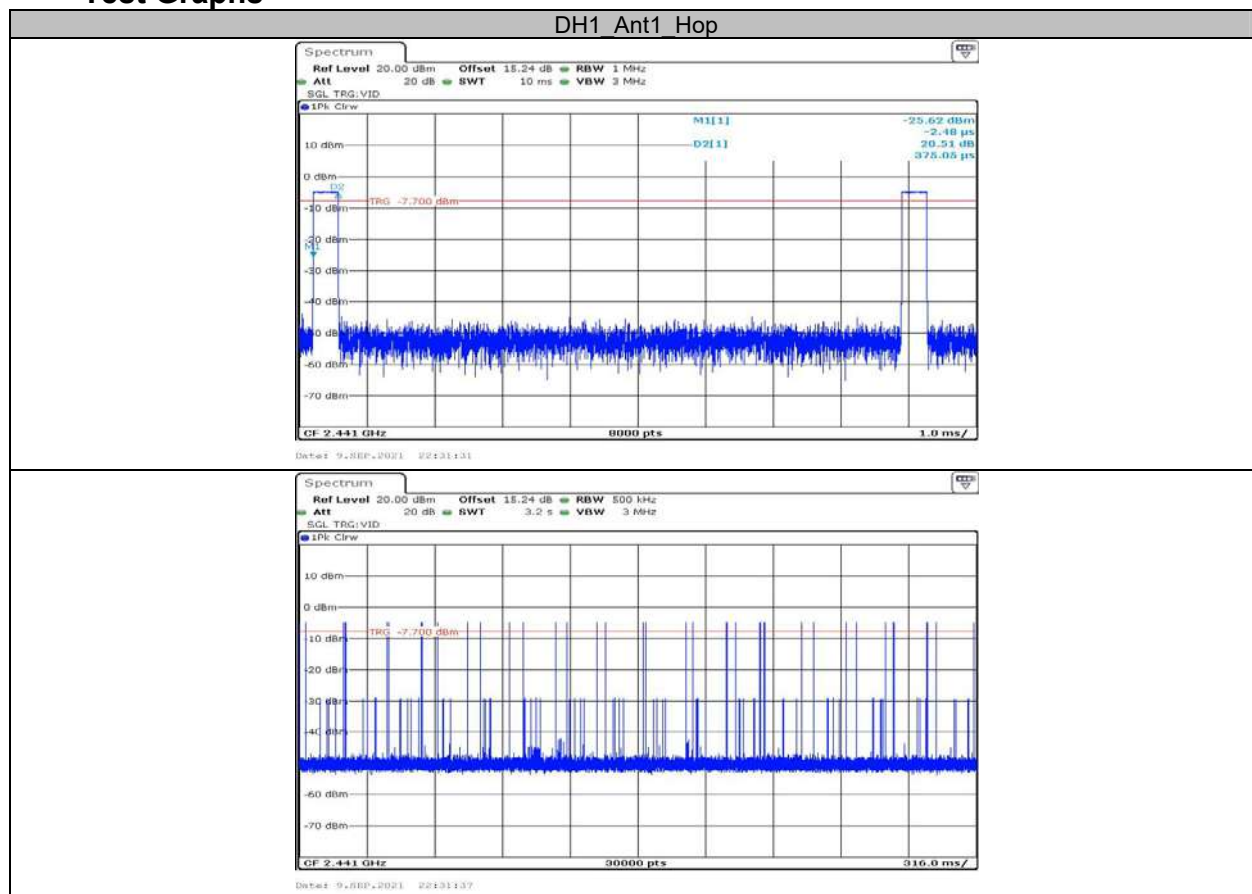 Test Graphs
DH1_Ant1_Hop
Spectrum
Ref Level 20.00 dBm Offset 15.24 dB RBW 1 MHz
Att 20 dB SWT 10 ms VBW 3 MHz
SGL TRG:VID
1Pk Clrw
M1[1] -25.62 dBm
-2.48 µs
10 dBm D2[1] 20.51 dB
375.05 µs
0 dBm
D2
TRG -7.700 dBm
-10 dBm
-20 dBm
M1
-30 dBm
-40 dBm
-50 dBm
-60 dBm
-70 dBm
CF 2.441 GHz 8000 pts 1.0 ms/
Date: 9.SEP.2021 22:31:31
Spectrum
Ref Level 20.00 dBm Offset 15.24 dB RBW 500 kHz
Att 20 dB SWT 3.2 s VBW 3 MHz
SGL TRG:VID
1Pk Clrw
10 dBm
0 dBm
TRG -7.700 dBm
-10 dBm
-20 dBm
-30 dBm
-40 dBm
-60 dBm
-70 dBm
CF 2.441 GHz 30000 pts 316.0 ms/
Date: 9.SEP.2021 22:31:37